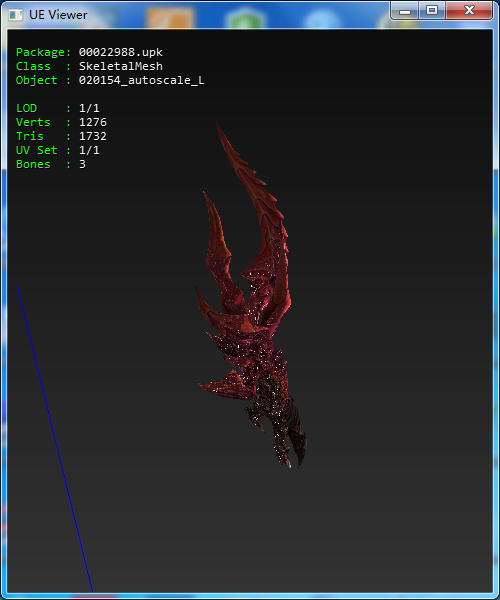 UE Viewer
Package: 00022988.upk
Class : SkeletalMesh
Object : 020154_autoscale_L
LOD : 1/1
Verts : 1276
Tris : 1732
UV Set : 1/1
Bones : 3